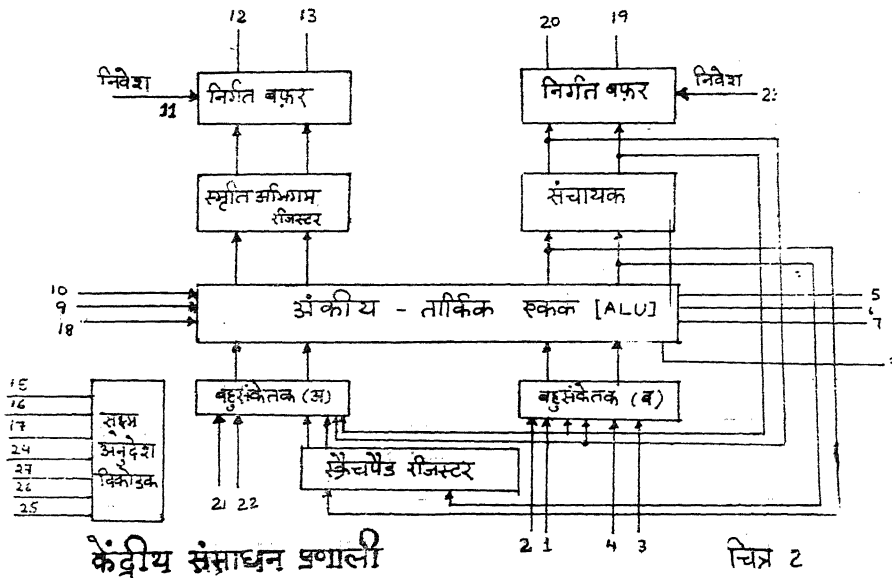 12 13 20 19
निवेश निवेश
11 निर्गत बफ़र निर्गत बफ़र 2
स्मृति अभिगम संचायक
रजिस्टर
10 5
9 अंकीय - तार्किक एकक [ALU] 6
18 7
15 बहुसंकेतक (अ) बहुसंकेतक (ब)
16
17 सूक्ष्म
24 अनुदेश
27 विकोडक
26
25
स्क्रैचपैड रजिस्टर
21 22 2 1 4 3
केंद्रीय संसाधन प्रणाली चित्र 2